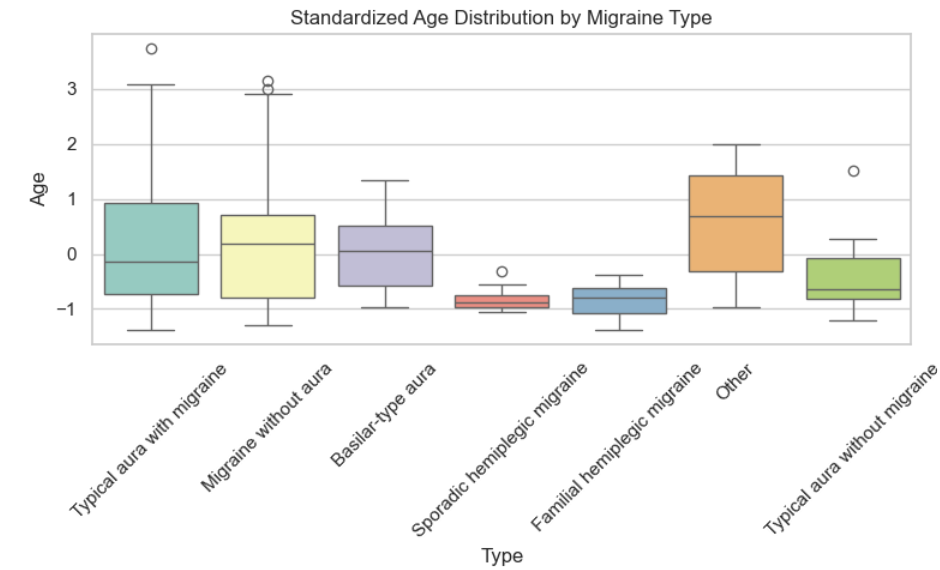 Standardized Age Distribution by Migraine Type
Age
3
2
1
0
−1
Typical aura with migraine
Migraine without aura
Basilar-type aura
Sporadic hemiplegic migraine
Familial hemiplegic migraine
Other
Typical aura without migraine
Type